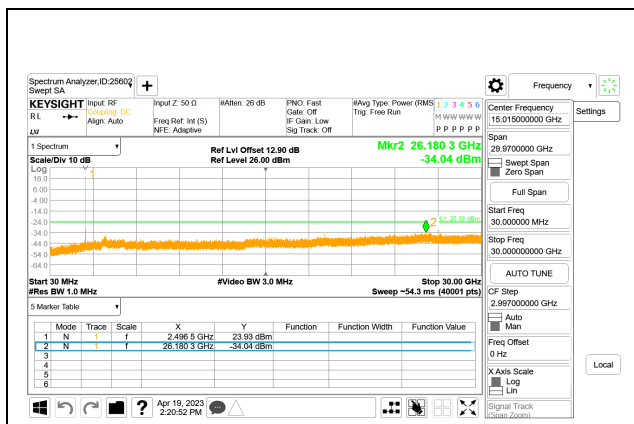 Spectrum Analyzer,ID:25602
Swept SA
+
Frequency
KEYSIGHT
Input: RF
Coupling: DC
Align: Auto
Input Z: 50 Ω
Freq Ref: Int (S)
NFE: Adaptive
#Atten: 26 dB
PNO: Fast
Gate: Off
IF Gain: Low
Sig Track: Off
#Avg Type: Power (RMS
Trig: Free Run
1 2 3 4 5 6
M W W W W W
P P P P P P
R L
LXI
Center Frequency
15.015000000 GHz
Settings
Span
29.9700000 GHz
Swept Span
Zero Span
Full Span
Start Freq
30.000000 MHz
Stop Freq
30.000000000 GHz
AUTO TUNE
CF Step
2.997000000 GHz
Auto
Man
Freq Offset
0 Hz
X Axis Scale
Log
Lin
Signal Track
(Span Zoom)
Local
1 Spectrum
Scale/Div 10 dB
Ref Lvl Offset 12.90 dB
Ref Level 26.00 dBm
Mkr2 26.180 3 GHz
-34.04 dBm
Log
16.0
6.00
-4.00
-14.0
-24.0
-34.0
-44.0
-54.0
-64.0
1
2
L1 -25.00 dBm
Start 30 MHz
#Res BW 1.0 MHz
#Video BW 3.0 MHz
Stop 30.00 GHz
Sweep ~54.3 ms (40001 pts)
5 Marker Table
Mode Trace Scale X Y Function Function Width Function Value
1 N 1 f 2.496 5 GHz 23.93 dBm
2 N 1 f 26.180 3 GHz -34.04 dBm
3
4
5
6
?
Apr 19, 2023
2:20:52 PM